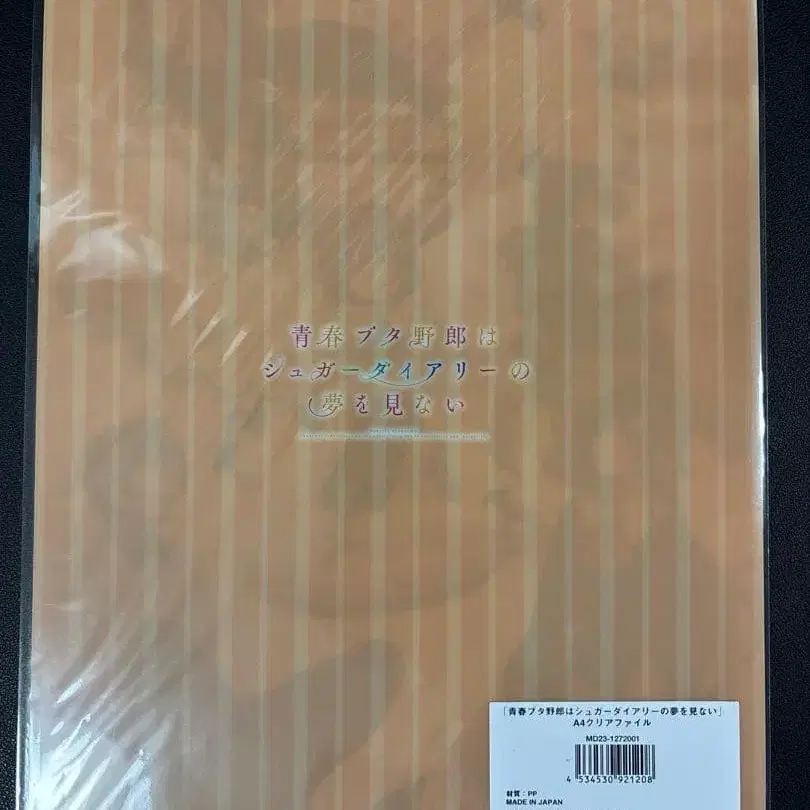 青春ブタ野郎は
シュガーダイアリーの
夢を見ない
「青春ブタ野郎はシュガーダイアリーの夢を見ない」
A4クリアファイル
MD23-1272001
4 534530 921208
材質：PP
MADE IN JAPAN